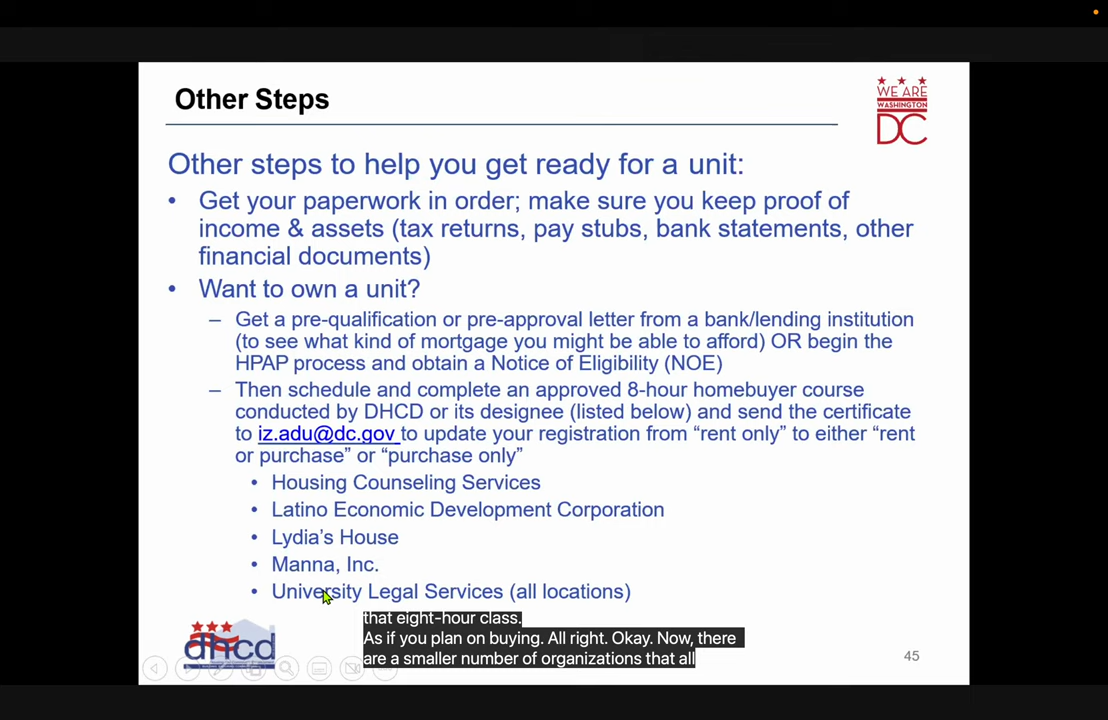 Other Steps
WE ARE
WASHINGTON
DC
Other steps to help you get ready for a unit:
• Get your paperwork in order; make sure you keep proof of
income & assets (tax returns, pay stubs, bank statements, other
financial documents)
• Want to own a unit?
– Get a pre-qualification or pre-approval letter from a bank/lending institution
(to see what kind of mortgage you might be able to afford) OR begin the
HPAP process and obtain a Notice of Eligibility (NOE)
– Then schedule and complete an approved 8-hour homebuyer course
conducted by DHCD or its designee (listed below) and send the certificate
to iz.adu@dc.gov to update your registration from “rent only” to either “rent
or purchase” or “purchase only”
• Housing Counseling Services
• Latino Economic Development Corporation
• Lydia’s House
• Manna, Inc.
• University Legal Services (all locations)
that eight-hour class.
As if you plan on buying. All right. Okay. Now, there
are a smaller number of organizations that all
dhcd
45